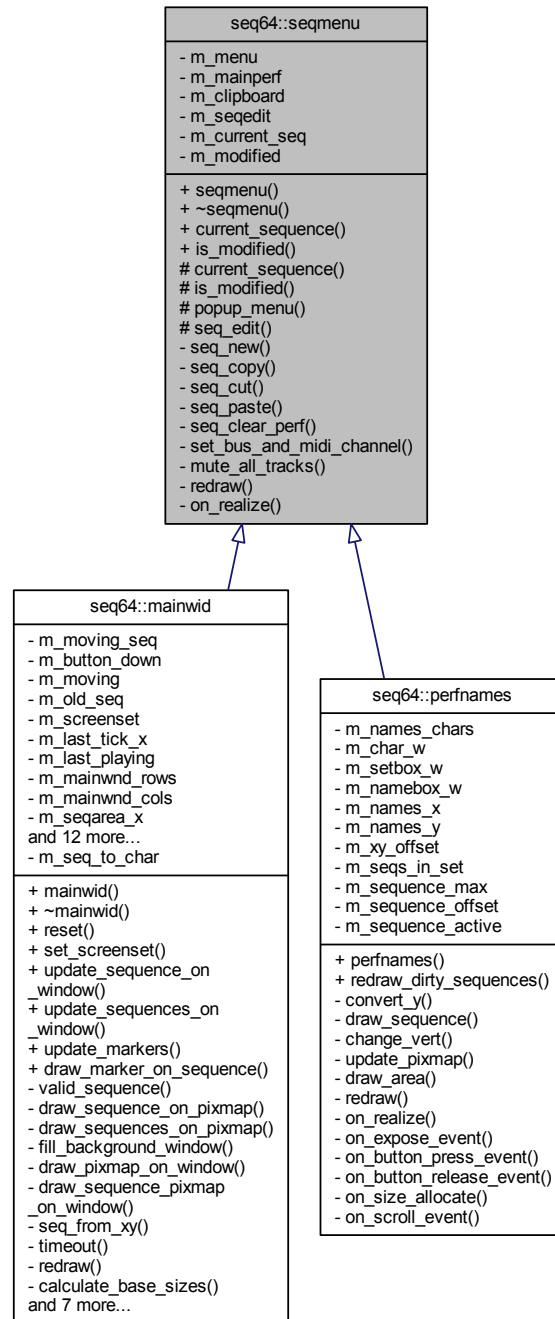 seq64::seqmenu
- m_menu
- m_mainperf
- m_clipboard
- m_seqedit
- m_current_seq
- m_modified
+ seqmenu()
+ ~seqmenu()
+ current_sequence()
+ is_modified()
# current_sequence()
# is_modified()
# popup_menu()
# seq_edit()
- seq_new()
- seq_copy()
- seq_cut()
- seq_paste()
- seq_clear_perf()
- set_bus_and_midi_channel()
- mute_all_tracks()
- redraw()
- on_realize()
seq64::mainwid
- m_moving_seq
- m_button_down
- m_moving
- m_old_seq
- m_screenset
- m_last_tick_x
- m_last_playing
- m_mainwnd_rows
- m_mainwnd_cols
- m_seqarea_x
and 12 more...
- m_seq_to_char
+ mainwid()
+ ~mainwid()
+ reset()
+ set_screenset()
+ update_sequence_on
_window()
+ update_sequences_on
_window()
+ update_markers()
+ draw_marker_on_sequence()
- valid_sequence()
- draw_sequence_on_pixmap()
- draw_sequences_on_pixmap()
- fill_background_window()
- draw_pixmap_on_window()
- draw_sequence_pixmap
_on_window()
- seq_from_xy()
- timeout()
- redraw()
- calculate_base_sizes()
and 7 more...
seq64::perfnames
- m_names_chars
- m_char_w
- m_setbox_w
- m_namebox_w
- m_names_x
- m_names_y
- m_xy_offset
- m_seqs_in_set
- m_sequence_max
- m_sequence_offset
- m_sequence_active
+ perfnames()
+ redraw_dirty_sequences()
- convert_y()
- draw_sequence()
- change_vert()
- update_pixmap()
- draw_area()
- redraw()
- on_realize()
- on_expose_event()
- on_button_press_event()
- on_button_release_event()
- on_size_allocate()
- on_scroll_event()